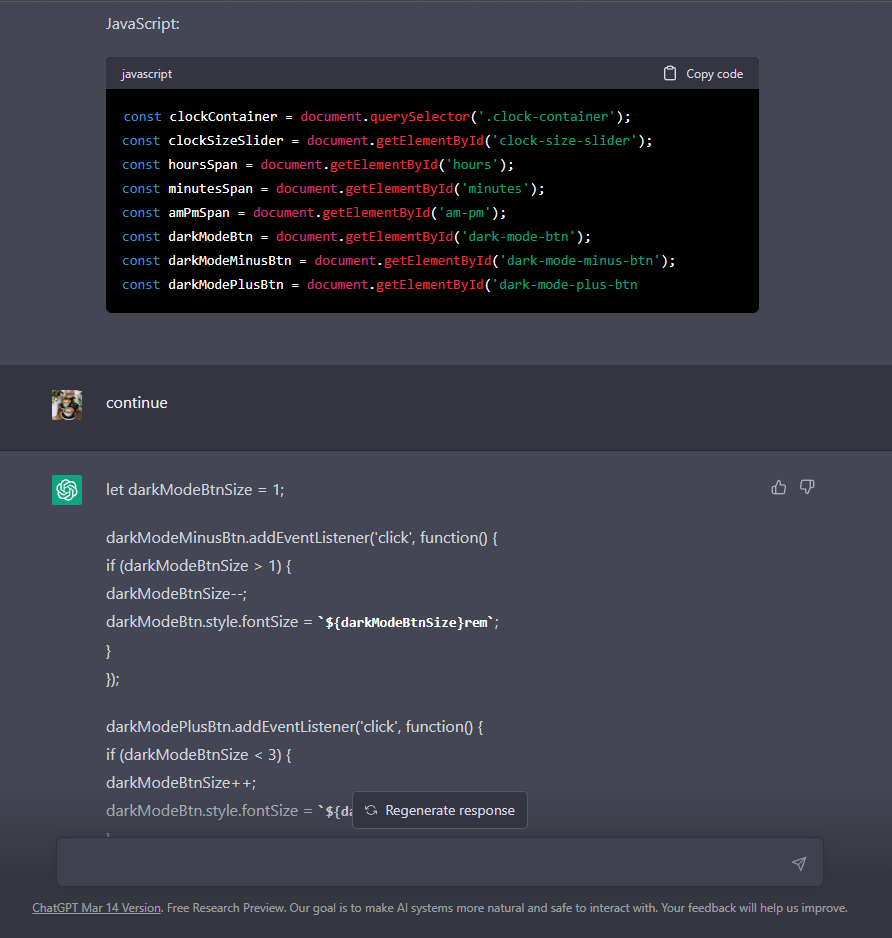 JavaScript:
javascript
Copy code
const clockContainer = document.querySelector('.clock-container');
const clockSizeSlider = document.getElementById('clock-size-slider');
const hoursSpan = document.getElementById('hours');
const minutesSpan = document.getElementById('minutes');
const amPmSpan = document.getElementById('am-pm');
const darkModeBtn = document.getElementById('dark-mode-btn');
const darkModeMinusBtn = document.getElementById('dark-mode-minus-btn');
const darkModePlusBtn = document.getElementById('dark-mode-plus-btn
continue
let darkModeBtnSize = 1;
darkModeMinusBtn.addEventListener('click', function() {
if (darkModeBtnSize > 1) {
darkModeBtnSize--;
darkModeBtn.style.fontSize = `${darkModeBtnSize}rem`;
}
});
darkModePlusBtn.addEventListener('click', function() {
if (darkModeBtnSize < 3) {
darkModeBtnSize++;
darkModeBtn.style.fontSize = `${da
Regenerate response
ChatGPT Mar 14 Version. Free Research Preview. Our goal is to make AI systems more natural and safe to interact with. Your feedback will help us improve.